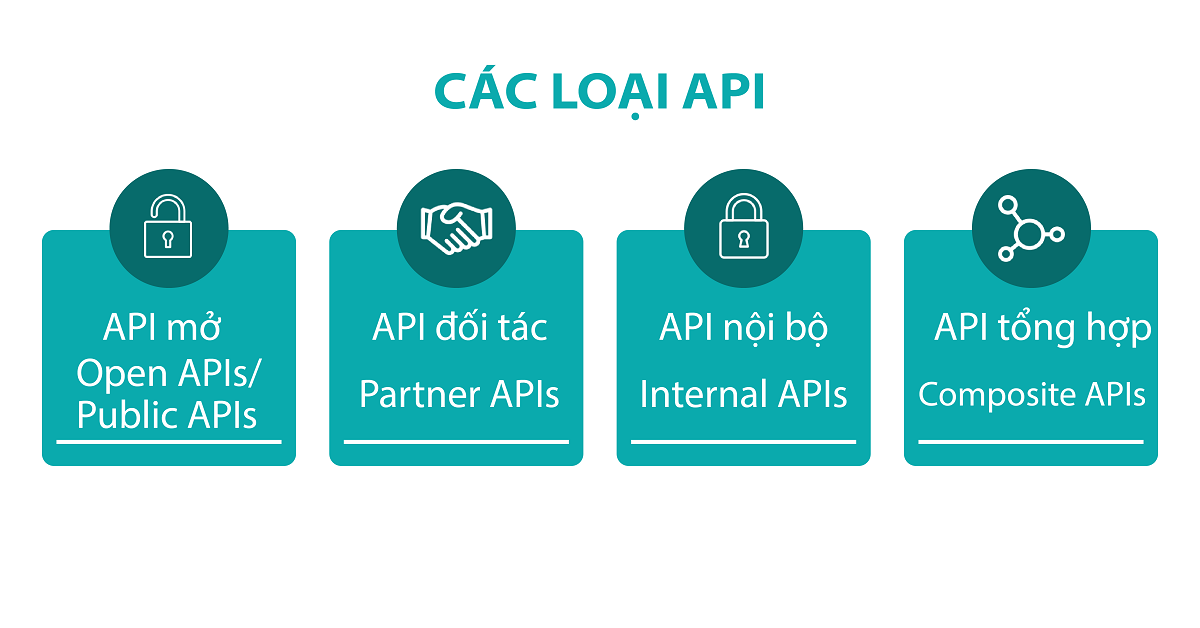 CÁC LOẠI API
API mở
Open APIs/
Public APIs
API đối tác
Partner APIs
API nội bộ
Internal APIs
API tổng hợp
Composite APIs